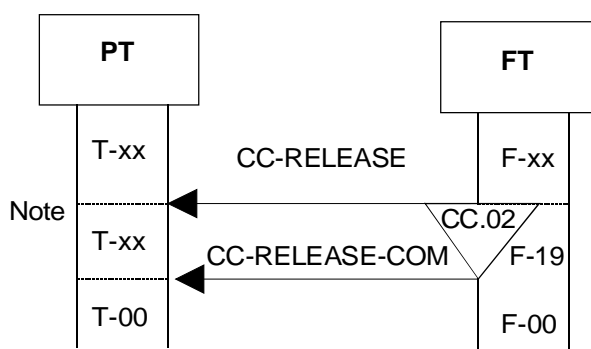 PT
FT
T-xx
CC-RELEASE
F-xx
Note
T-xx
CC.02
CC-RELEASE-COM
F-19
T-00
F-00